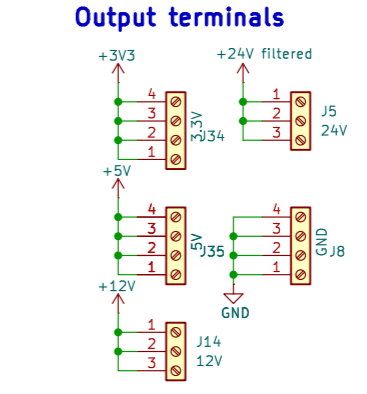 Output terminals
+3V3
4
3
2
1
3.3V
J34
+24V filtered
1
2
3
J5
24V
+5V
4
3
2
1
5V
J35
4
3
2
1
GND
J8
GND
+12V
1
2
3
J14
12V